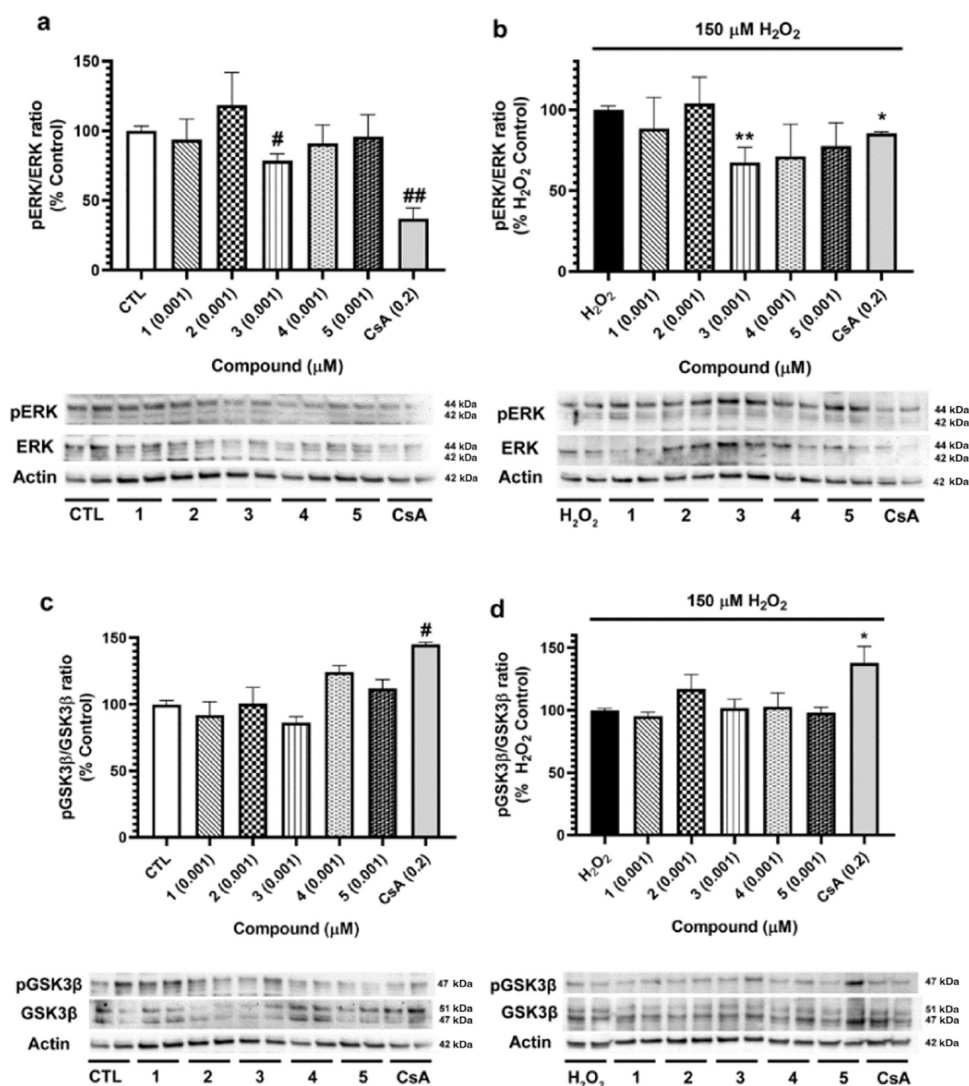 a
pERK/ERK ratio
(% Control)
150
100
50
0
#
##
CTL
1 (0.001)
2 (0.001)
3 (0.001)
4 (0.001)
5 (0.001)
CsA (0.2)
Compound (μM)
pERK
44 kDa
42 kDa
ERK
44 kDa
42 kDa
Actin
42 kDa
CTL 1 2 3 4 5 CsA
b
150 μM H₂O₂
pERK/ERK ratio
(% H₂O₂ Control)
150
100
50
0
**
*
H₂O₂
1 (0.001)
2 (0.001)
3 (0.001)
4 (0.001)
5 (0.001)
CsA (0.2)
Compound (μM)
pERK
44 kDa
42 kDa
ERK
44 kDa
42 kDa
Actin
42 kDa
H₂O₂ 1 2 3 4 5 CsA
c
pGSK3β/GSK3β ratio
(% Control)
150
100
50
0
#
CTL
1 (0.001)
2 (0.001)
3 (0.001)
4 (0.001)
5 (0.001)
CsA (0.2)
Compound (μM)
pGSK3β
47 kDa
GSK3β
51 kDa
47 kDa
Actin
42 kDa
CTL 1 2 3 4 5 CsA
d
150 μM H₂O₂
pGSK3β/GSK3β ratio
(% H₂O₂ Control)
150
100
50
0
*
H₂O₂
1 (0.001)
2 (0.001)
3 (0.001)
4 (0.001)
5 (0.001)
CsA (0.2)
Compound (μM)
pGSK3β
47 kDa
GSK3β
51 kDa
47 kDa
Actin
42 kDa
H₂O₂ 1 2 3 4 5 CsA